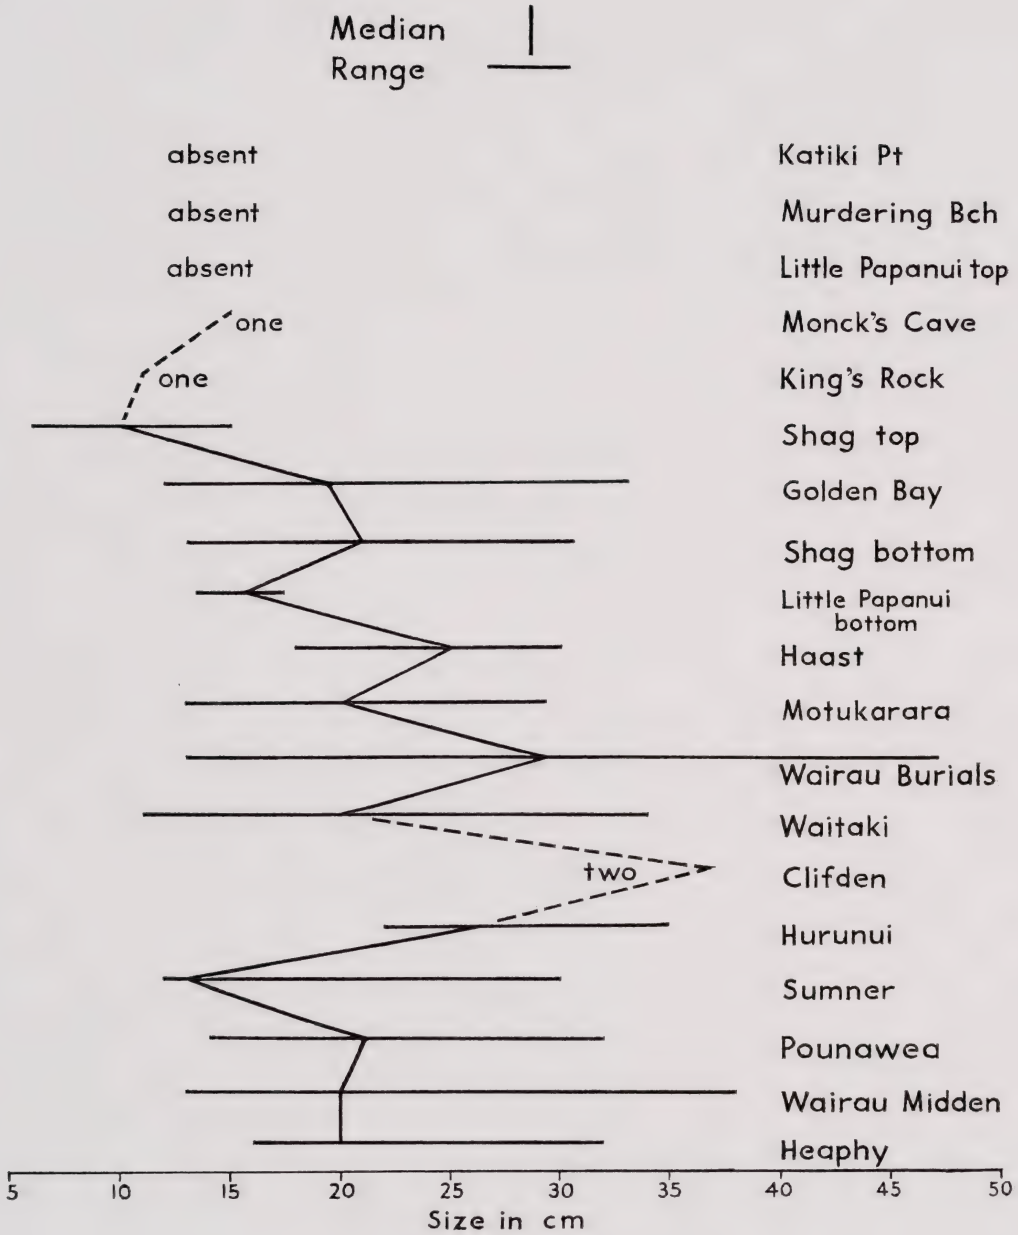 Median
Range
absent Katiki Pt
absent Murdering Bch
absent Little Papanui top
one Monck's Cave
one King's Rock
Shag top
Golden Bay
Shag bottom
Little Papanui
bottom
Haast
Motukarara
Wairau Burials
Waitaki
two Clifden
Hurunui
Sumner
Pounawea
Wairau Midden
Heaphy
5 10 15 20 25 30 35 40 45 50
Size in cm